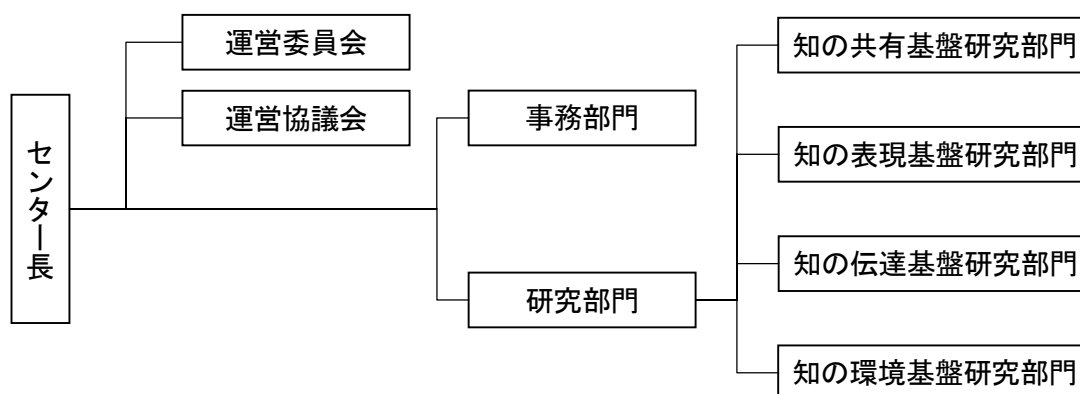 センター長
運営委員会
運営協議会
事務部門
研究部門
知の共有基盤研究部門
知の表現基盤研究部門
知の伝達基盤研究部門
知の環境基盤研究部門